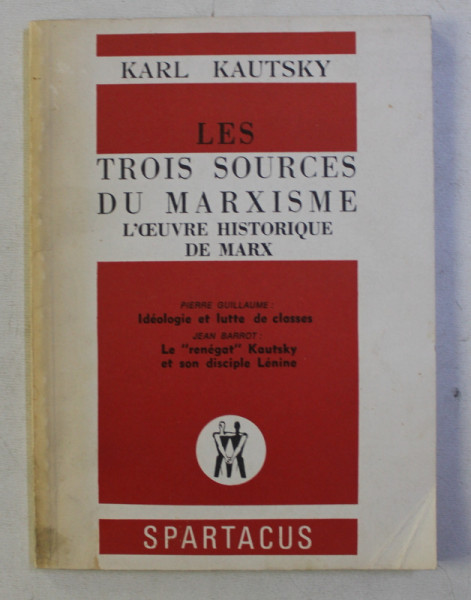 KARL KAUTSKY
LES
TROIS SOURCES
DU MARXISME
L'ŒUVRE HISTORIQUE
DE MARX
PIERRE GUILLAUME :
Idéologie et lutte de classes
JEAN BARROT :
Le "renégat" Kautsky
et son disciple Lénine
SPARTACUS